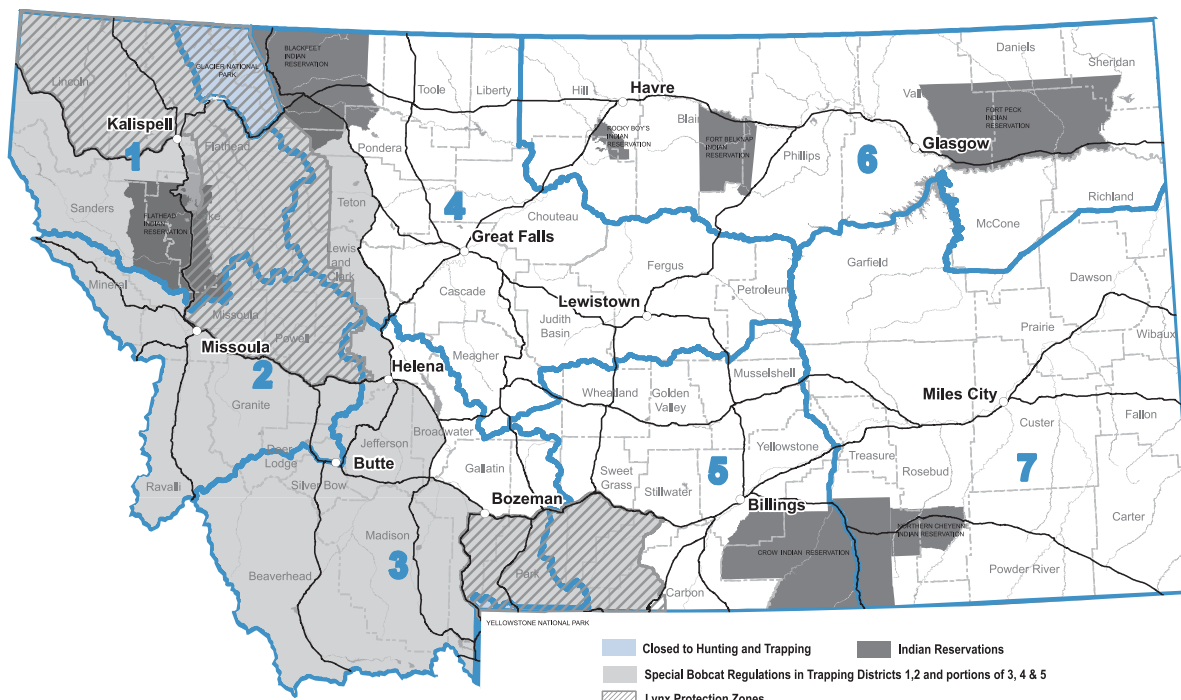 Daniels
Sheridan
BLACKFEET
INDIAN
RESERVATION
GLACIER NATIONAL
PARK
Lincoln
Toole
Liberty
Hill
Havre
Blai
Val
FORT PECK
INDIAN
RESERVATION
Kalispell
1
Flathead
Pondera
ROCKY BOY'S
INDIAN
RESERVATION
FORT BELKNAP
INDIAN
RESERVATION
Phillips
6
Glasgow
Sanders
FLATHEAD
INDIAN
RESERVATION
ke
Teton
4
Chouteau
McCone
Richland
Great Falls
Lewis
and
Clark
Mineral
Cascade
Fergus
Garfield
Dawson
Lewistown
Petroleum
Missoula
Powell
Judith
Basin
Prairie
Wibaux
Missoula
2
Helena
Meagher
Wheatland
Golden
Valley
Musselshell
Miles City
Granite
Broadwater
Jefferson
Custer
Fallon
Deer
Lodge
Butte
Silver Bow
Ravalli
Gallatin
Sweet
Grass
Stillwater
5
Yellowstone
Treasure
Rosebud
7
Bozeman
Billings
Carter
Madison
3
Beaverhead
Park
Carbon
CROW INDIAN RESERVATION
NORTHERN CHEYENNE
INDIAN RESERVATION
Powder River
YELLOWSTONE NATIONAL PARK
Closed to Hunting and Trapping
Indian Reservations
Special Bobcat Regulations in Trapping Districts 1,2 and portions of 3, 4 & 5
Lynx Protection Zones